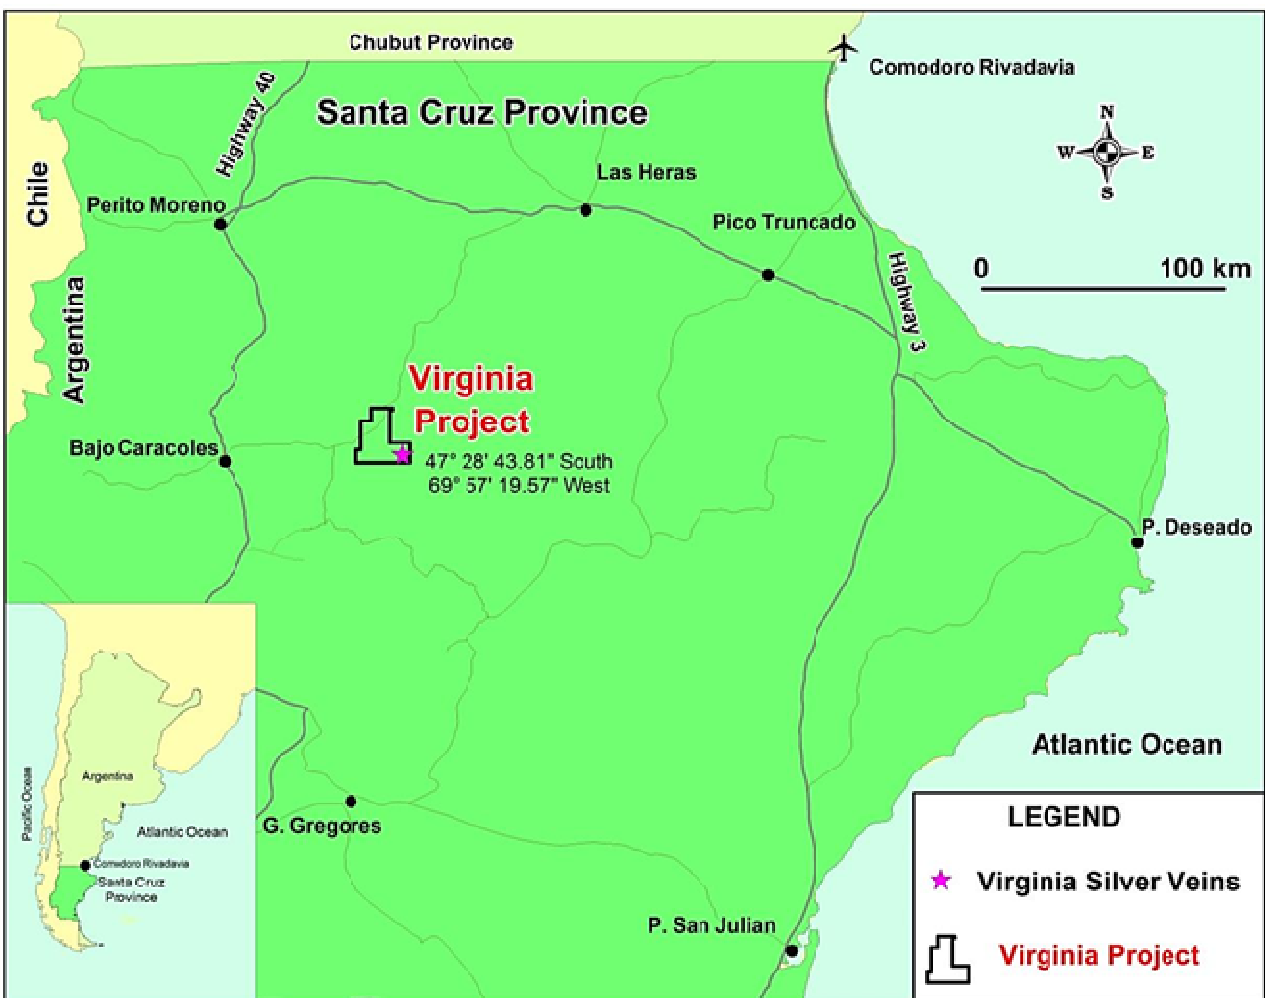 Chubut Province
Comodoro Rivadavia
Highway 40
Santa Cruz Province
N
W
E
S
Chile
Las Heras
Perito Moreno
Pico Truncado
Highway 3
0
100 km
Argentina
Virginia
Project
Bajo Caracoles
47° 28' 43.81" South
69° 57' 19.57" West
P. Deseado
Atlantic Ocean
Argentina
Pacific Ocean
Atlantic Ocean
Comodoro Rivadavia
Santa Cruz
Province
G. Gregores
P. San Julian
LEGEND
Virginia Silver Veins
Virginia Project